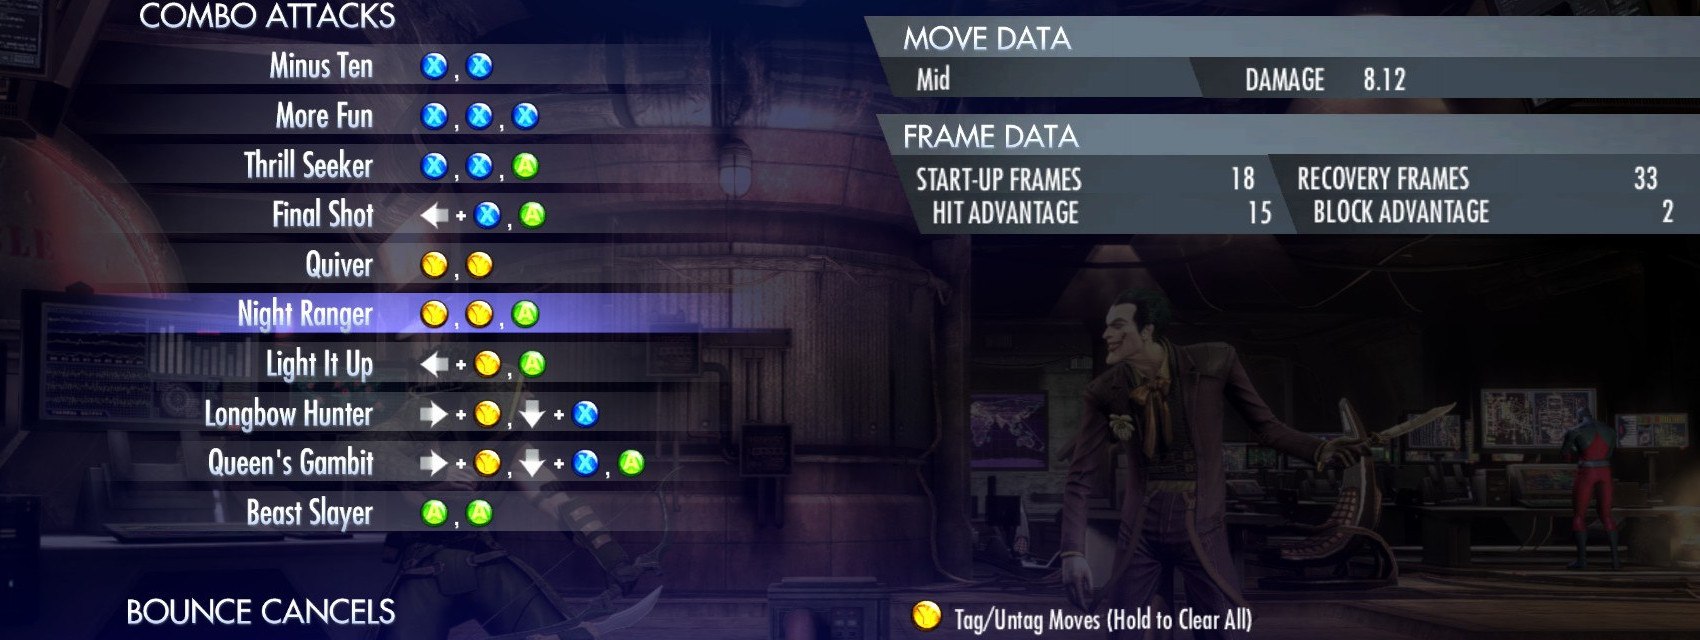 COMBO ATTACKS
Minus Ten X, X
More Fun X, X, X
Thrill Seeker X, X, A
Final Shot ← + X, A
Quiver Y, Y
Night Ranger Y, Y, A
Light It Up ← + Y, A
Longbow Hunter → + Y, ↓ + X
Queen's Gambit → + Y, ↓ + X, A
Beast Slayer A, A
BOUNCE CANCELS
MOVE DATA
Mid DAMAGE 8.12
FRAME DATA
START-UP FRAMES 18 RECOVERY FRAMES 33
HIT ADVANTAGE 15 BLOCK ADVANTAGE 2
Y Tag/Untag Moves (Hold to Clear All)